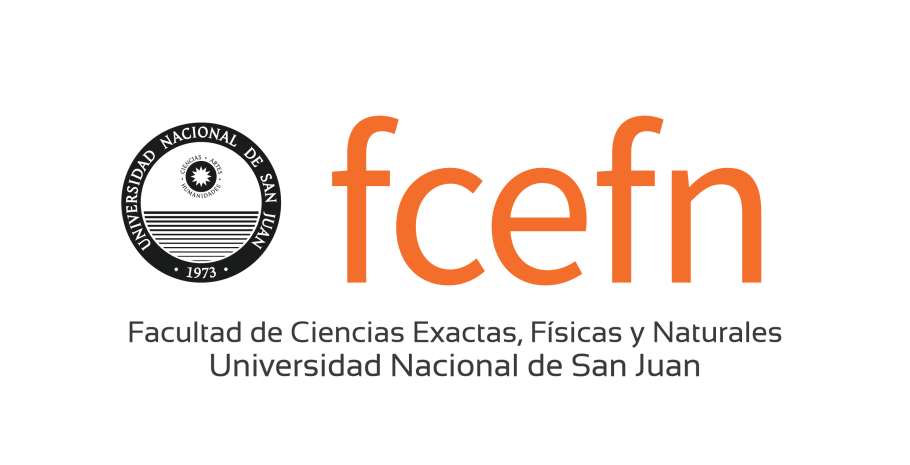 UNIVERSIDAD NACIONAL DE SAN JUAN
CIENCIAS • ARTES • HUMANIDADES •
• 1973 •
fcefn
Facultad de Ciencias Exactas, Físicas y Naturales
Universidad Nacional de San Juan